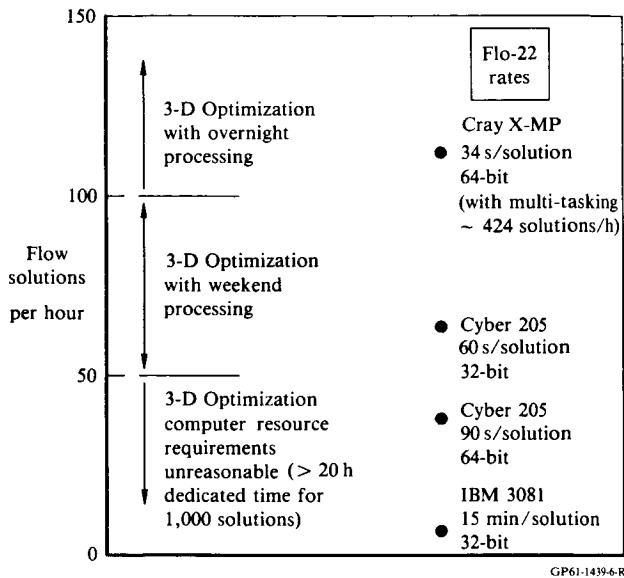 150
Flo-22
rates
3-D Optimization
with overnight
processing
Cray X-MP
34 s/solution
64-bit
(with multi-tasking
~ 424 solutions/h)
100
Flow
solutions
per hour
3-D Optimization
with weekend
processing
Cyber 205
60 s/solution
32-bit
50
3-D Optimization
computer resource
requirements
unreasonable (> 20 h
dedicated time for
1,000 solutions)
Cyber 205
90 s/solution
64-bit
IBM 3081
15 min/solution
32-bit
0
GP61-1439-6-R